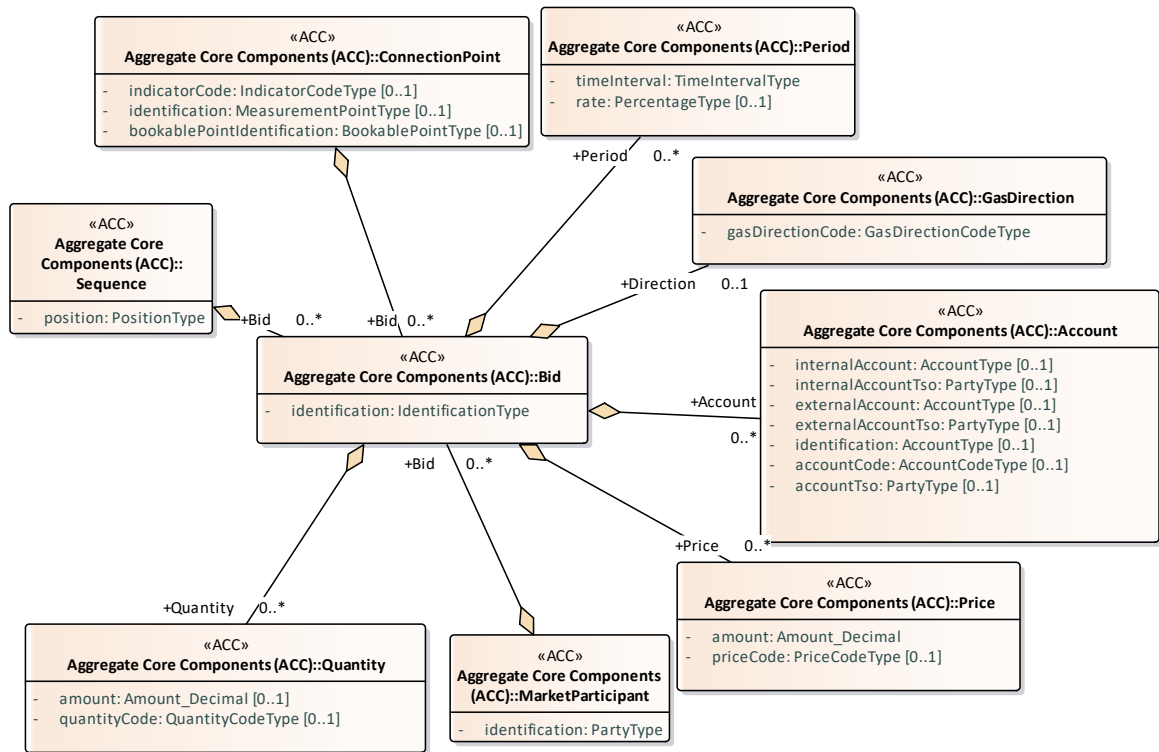 «ACC»
Aggregate Core Components (ACC)::ConnectionPoint
- indicatorCode: IndicatorCodeType [0..1]
- identification: MeasurementPointType [0..1]
- bookablePointIdentification: BookablePointType [0..1]
«ACC»
Aggregate Core Components (ACC)::Period
- timeInterval: TimeIntervalType
- rate: PercentageType [0..1]
+Period 0..*
«ACC»
Aggregate Core Components (ACC)::GasDirection
- gasDirectionCode: GasDirectionCodeType
+Direction 0..1
«ACC»
Aggregate Core
Components (ACC)::
Sequence
- position: PositionType
+Bid 0..*
+Bid 0..*
«ACC»
Aggregate Core Components (ACC)::Bid
- identification: IdentificationType
«ACC»
Aggregate Core Components (ACC)::Account
- internalAccount: AccountType [0..1]
- internalAccountTso: PartyType [0..1]
- externalAccount: AccountType [0..1]
- externalAccountTso: PartyType [0..1]
- identification: AccountType [0..1]
- accountCode: AccountCodeType [0..1]
- accountTso: PartyType [0..1]
+Account
0..*
+Bid 0..*
+Price 0..*
«ACC»
Aggregate Core Components (ACC)::Price
- amount: Amount_Decimal
- priceCode: PriceCodeType [0..1]
+Quantity 0..*
«ACC»
Aggregate Core Components (ACC)::Quantity
- amount: Amount_Decimal [0..1]
- quantityCode: QuantityCodeType [0..1]
«ACC»
Aggregate Core Components
(ACC)::MarketParticipant
- identification: PartyType